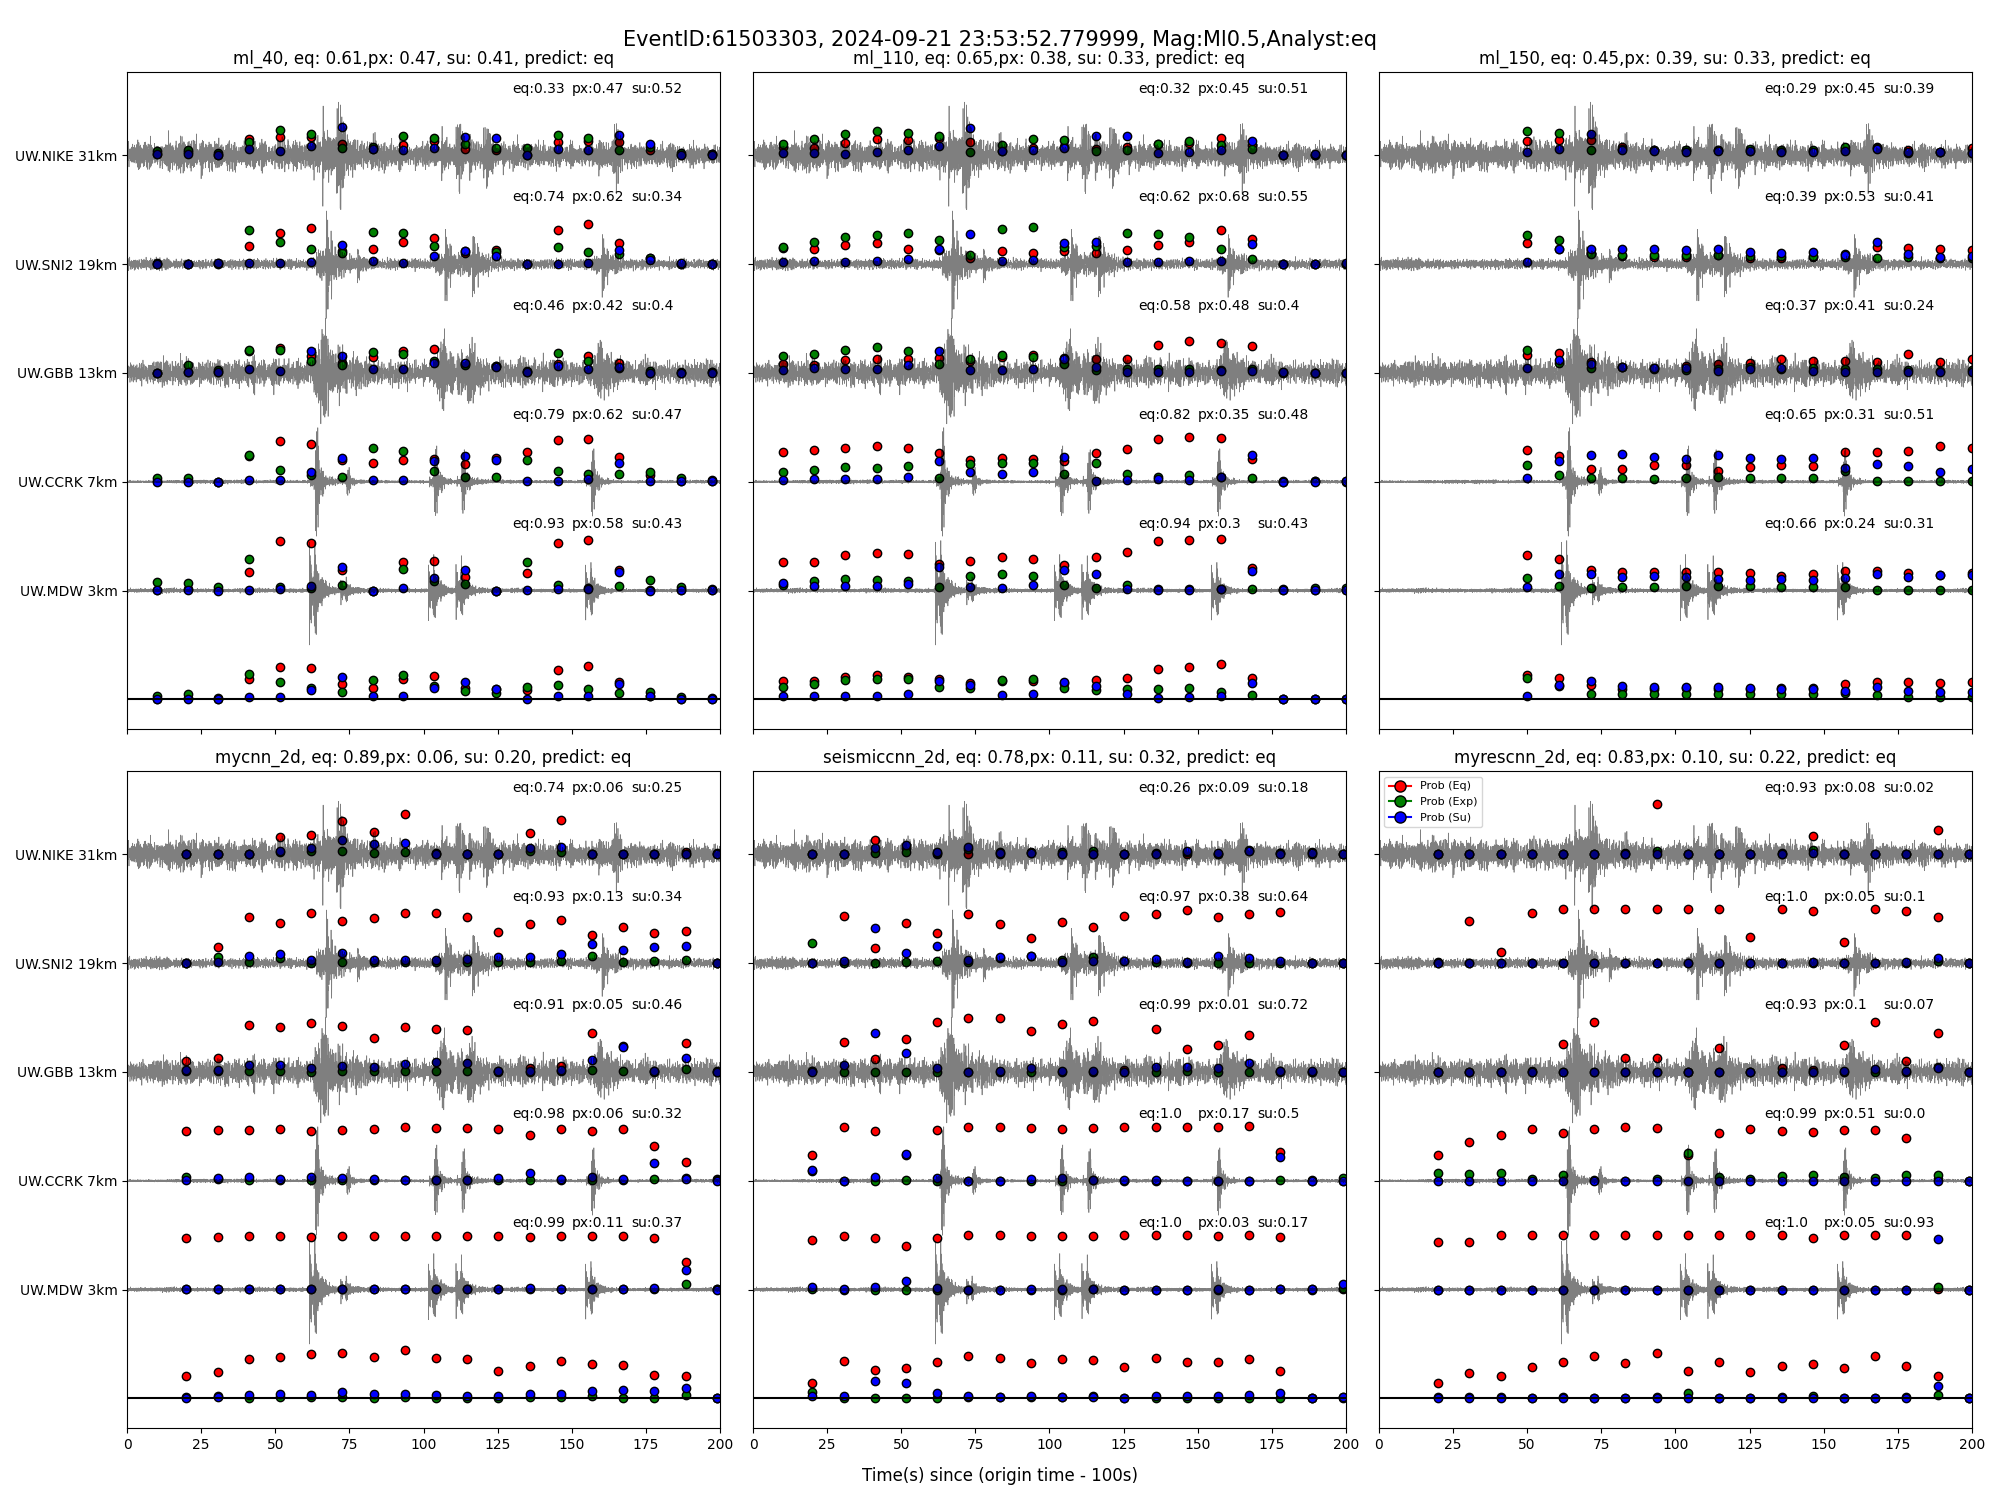 EventID:61503303, 2024-09-21 23:53:52.779999, Mag:Ml0.5,Analyst:eq
ml_40, eq: 0.61,px: 0.47, su: 0.41, predict: eq
ml_110, eq: 0.65,px: 0.38, su: 0.33, predict: eq
ml_150, eq: 0.45,px: 0.39, su: 0.33, predict: eq
eq:0.33 px:0.47 su:0.52
eq:0.32 px:0.45 su:0.51
eq:0.29 px:0.45 su:0.39
UW.NIKE 31km
eq:0.74 px:0.62 su:0.34
eq:0.62 px:0.68 su:0.55
eq:0.39 px:0.53 su:0.41
UW.SNI2 19km
eq:0.46 px:0.42 su:0.4
eq:0.58 px:0.48 su:0.4
eq:0.37 px:0.41 su:0.24
UW.GBB 13km
eq:0.79 px:0.62 su:0.47
eq:0.82 px:0.35 su:0.48
eq:0.65 px:0.31 su:0.51
UW.CCRK 7km
eq:0.93 px:0.58 su:0.43
eq:0.94 px:0.3 su:0.43
eq:0.66 px:0.24 su:0.31
UW.MDW 3km
mycnn_2d, eq: 0.89,px: 0.06, su: 0.20, predict: eq
seismiccnn_2d, eq: 0.78,px: 0.11, su: 0.32, predict: eq
myrescnn_2d, eq: 0.83,px: 0.10, su: 0.22, predict: eq
eq:0.74 px:0.06 su:0.25
eq:0.26 px:0.09 su:0.18
Prob (Eq)
Prob (Exp)
Prob (Su)
eq:0.93 px:0.08 su:0.02
UW.NIKE 31km
eq:0.93 px:0.13 su:0.34
eq:0.97 px:0.38 su:0.64
eq:1.0 px:0.05 su:0.1
UW.SNI2 19km
eq:0.91 px:0.05 su:0.46
eq:0.99 px:0.01 su:0.72
eq:0.93 px:0.1 su:0.07
UW.GBB 13km
eq:0.98 px:0.06 su:0.32
eq:1.0 px:0.17 su:0.5
eq:0.99 px:0.51 su:0.0
UW.CCRK 7km
eq:0.99 px:0.11 su:0.37
eq:1.0 px:0.03 su:0.17
eq:1.0 px:0.05 su:0.93
UW.MDW 3km
0 25 50 75 100 125 150 175 200
0 25 50 75 100 125 150 175 200
0 25 50 75 100 125 150 175 200
Time(s) since (origin time - 100s)